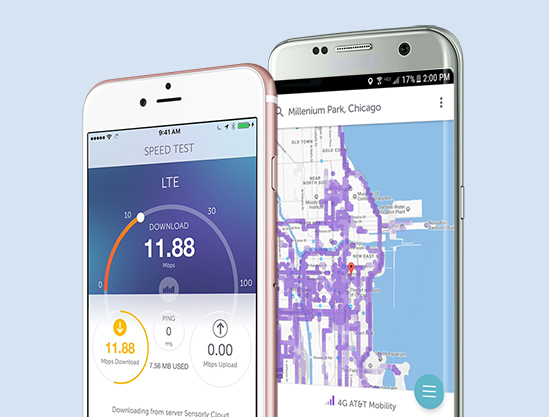 9:41 AM
SPEED TEST
LTE
DOWNLOAD
11.88
Mbps
0
10
30
100
11.88
Mbps Download
PING
0
ms
7.56 MB USED
0.00
Mbps Upload
Downloading from server Sensorly Cloud
17% 2:00 PM
Millenium Park, Chicago
OLD TOWN
GOLD CO
NEAR
NORTH SIDE
NEW EAST S
4G AT&T Mobility